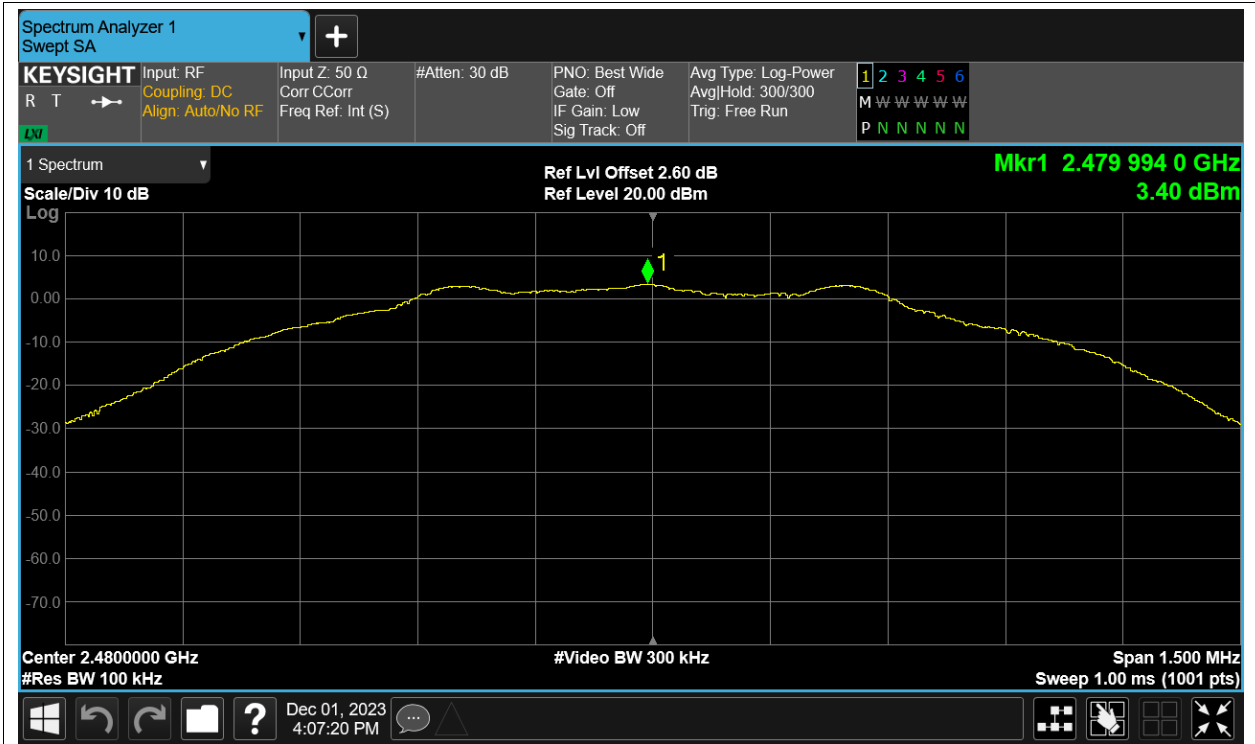 Spectrum Analyzer 1
Swept SA
KEYSIGHT
R T
LXI
Input: RF
Coupling: DC
Align: Auto/No RF
Input Z: 50 Ω
Corr CCorr
Freq Ref: Int (S)
#Atten: 30 dB
PNO: Best Wide
Gate: Off
IF Gain: Low
Sig Track: Off
Avg Type: Log-Power
Avg|Hold: 300/300
Trig: Free Run
1 2 3 4 5 6
M W W W W W
P N N N N N
1 Spectrum
Scale/Div 10 dB
Log
Ref Lvl Offset 2.60 dB
Ref Level 20.00 dBm
Mkr1 2.479 994 0 GHz
3.40 dBm
1
10.0
0.00
-10.0
-20.0
-30.0
-40.0
-50.0
-60.0
-70.0
Center 2.4800000 GHz
#Res BW 100 kHz
#Video BW 300 kHz
Span 1.500 MHz
Sweep 1.00 ms (1001 pts)
?
Dec 01, 2023
4:07:20 PM